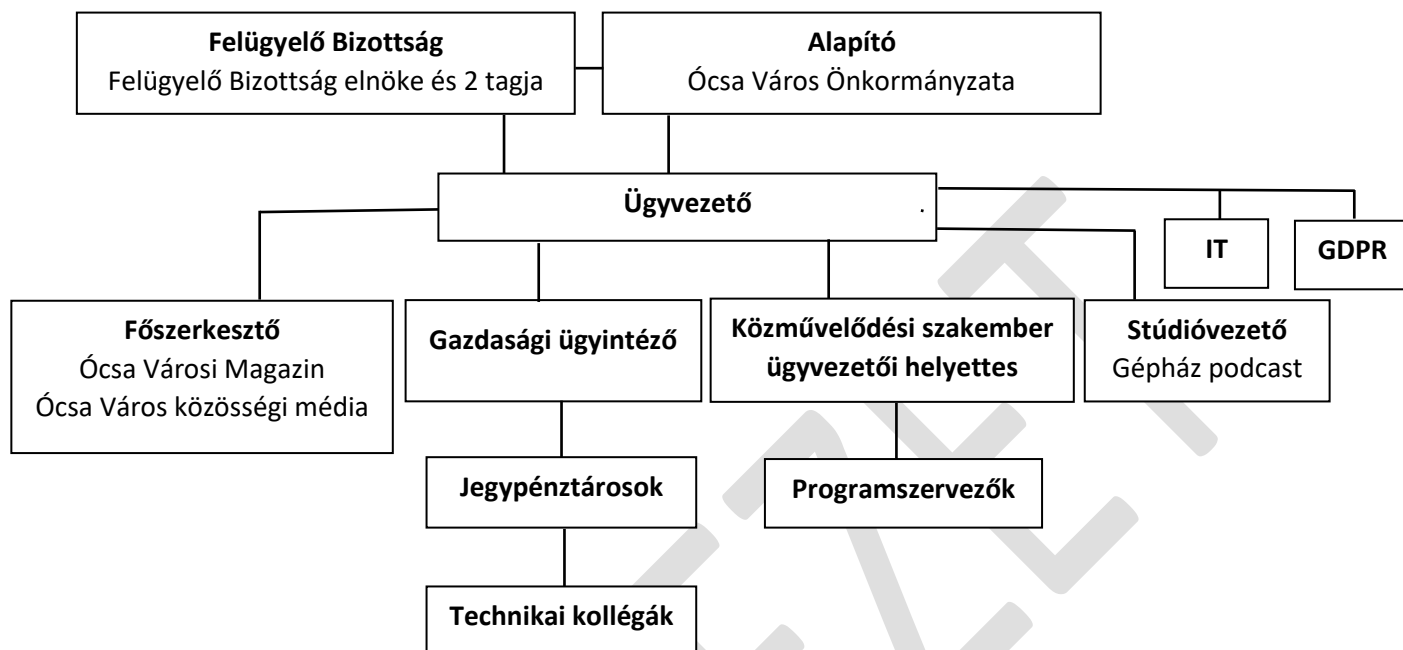 Felügyelő Bizottság
Felügyelő Bizottság elnöke és 2 tagja
Alapító
Ócsa Város Önkormányzata
Ügyvezető .
IT
GDPR
Főszerkesztő
Ócsa Városi Magazin
Ócsa Város közösségi média
Gazdasági ügyintéző
Közművelődési szakember
ügyvezetői helyettes
Stúdióvezető
Gépház podcast
Jegypénztárosok
Programszervezők
Technikai kollégák